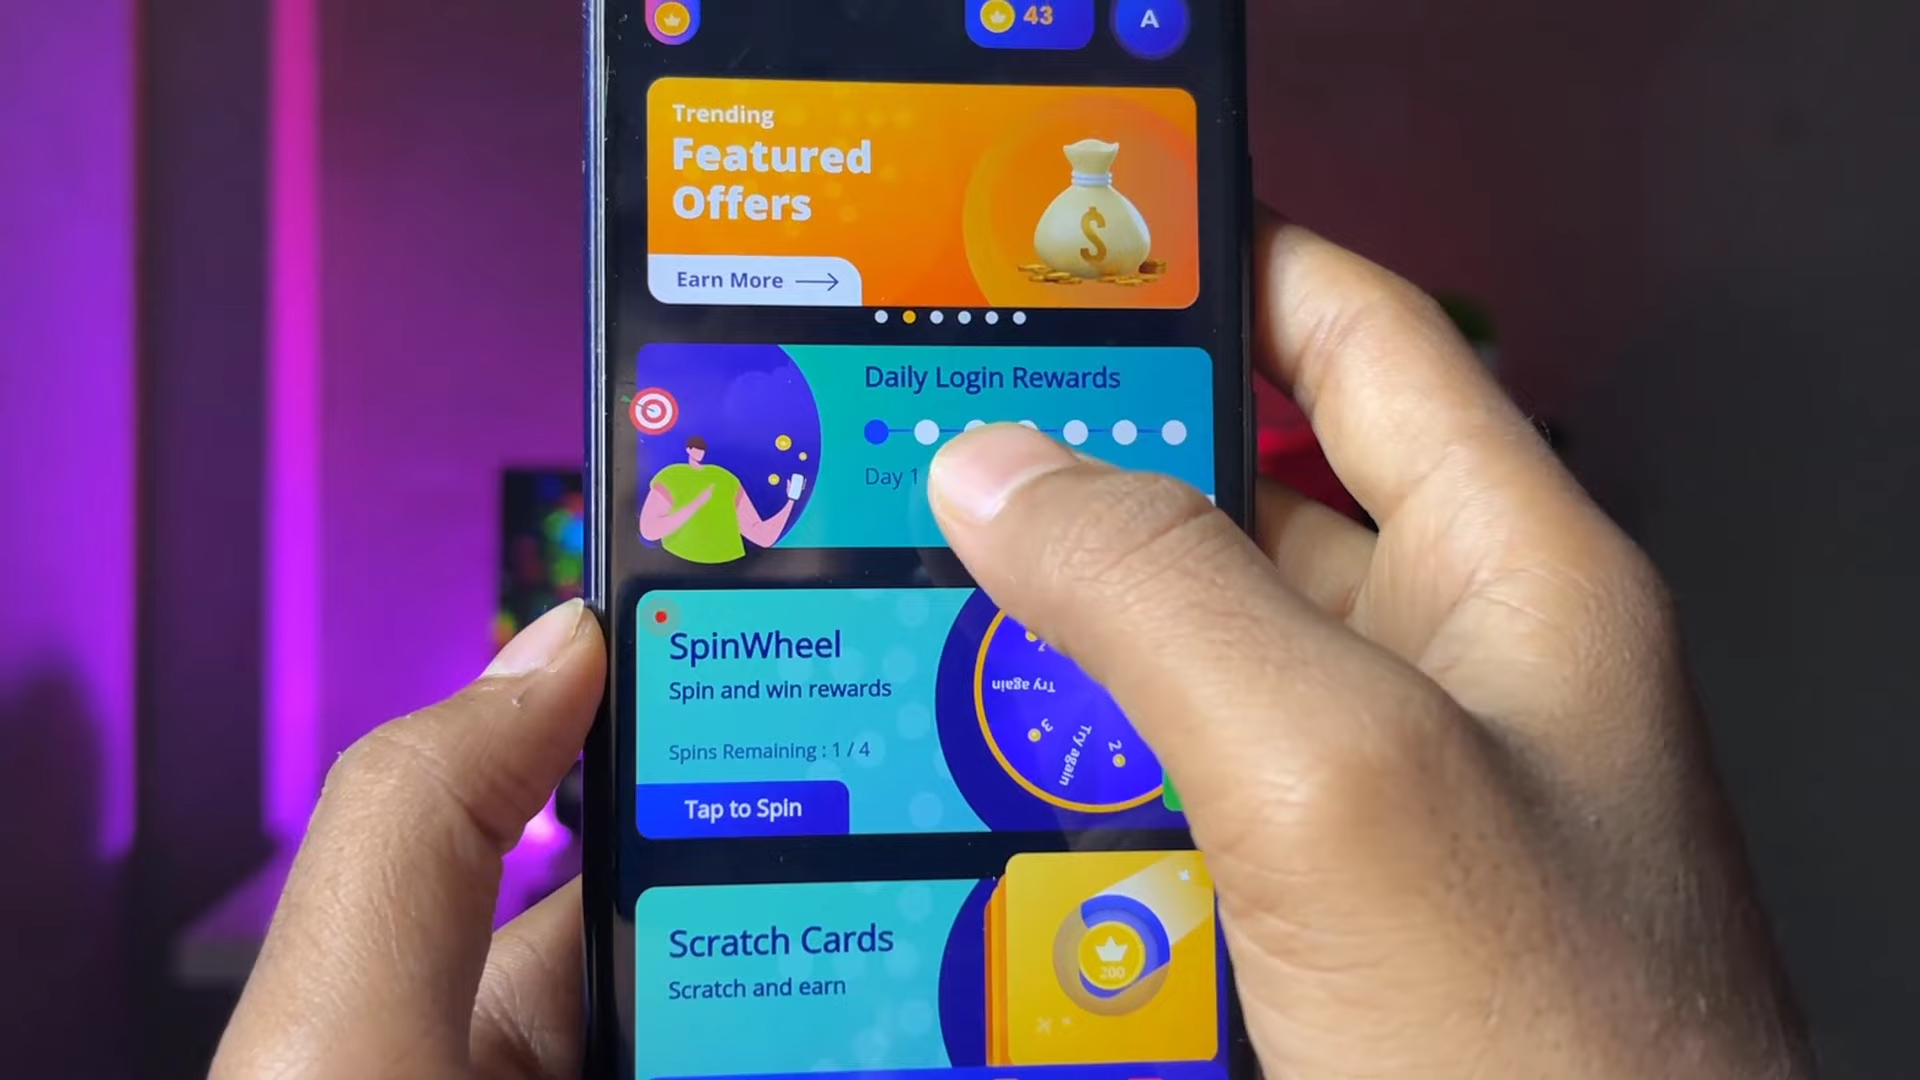 43
A
Trending
Featured
Offers
Earn More
Daily Login Rewards
Day 1
SpinWheel
Spin and win rewards
Spins Remaining : 1 / 4
Tap to Spin
2
Try again
3
Try again
2
Scratch Cards
Scratch and earn
200